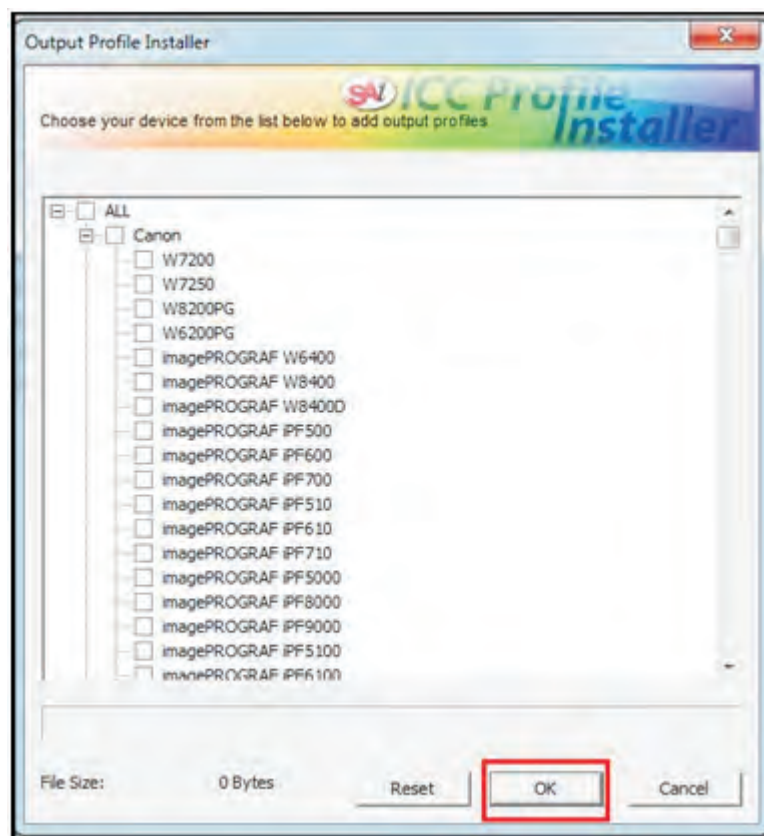 Output Profile Installer
SAi ICC Profile
Installer
Choose your device from the list below to add output profiles
ALL
Canon
W7200
W7250
W8200PG
W6200PG
imagePROGRAF W6400
imagePROGRAF W8400
imagePROGRAF W8400D
imagePROGRAF iPF500
imagePROGRAF iPF600
imagePROGRAF iPF700
imagePROGRAF iPF510
imagePROGRAF iPF610
imagePROGRAF iPF710
imagePROGRAF iPF5000
imagePROGRAF iPF8000
imagePROGRAF iPF9000
imagePROGRAF iPF5100
imagePROGRAF iPF6100
File Size: 0 Bytes Reset OK Cancel